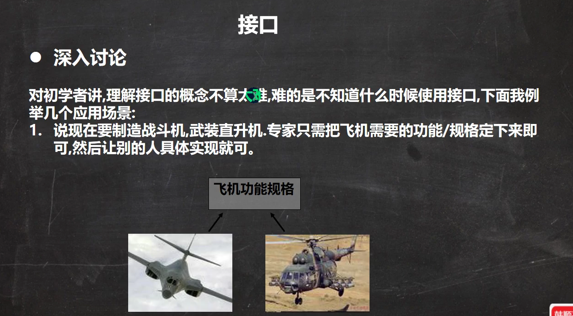 接口
● 深入讨论
对初学者讲,理解接口的概念不算太难,难的是不知道什么时候使用接口,下面我例
举几个应用场景:
1. 说现在要制造战斗机,武装直升机.专家只需把飞机需要的功能/规格定下来即
可,然后让别的人具体实现就可。
飞机功能规格